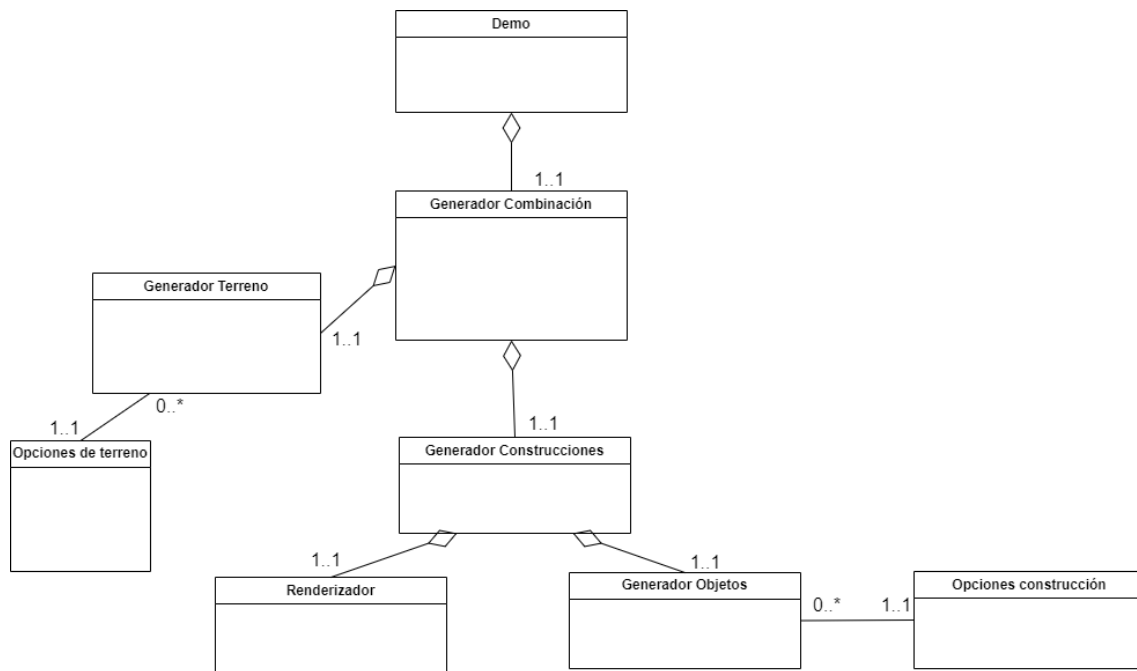 Demo
1..1
Generador Combinación
Generador Terreno
1..1
0..*
1..1
Opciones de terreno
1..1
Generador Construcciones
1..1
1..1
Renderizador
Generador Objetos
0..*
1..1
Opciones construcción